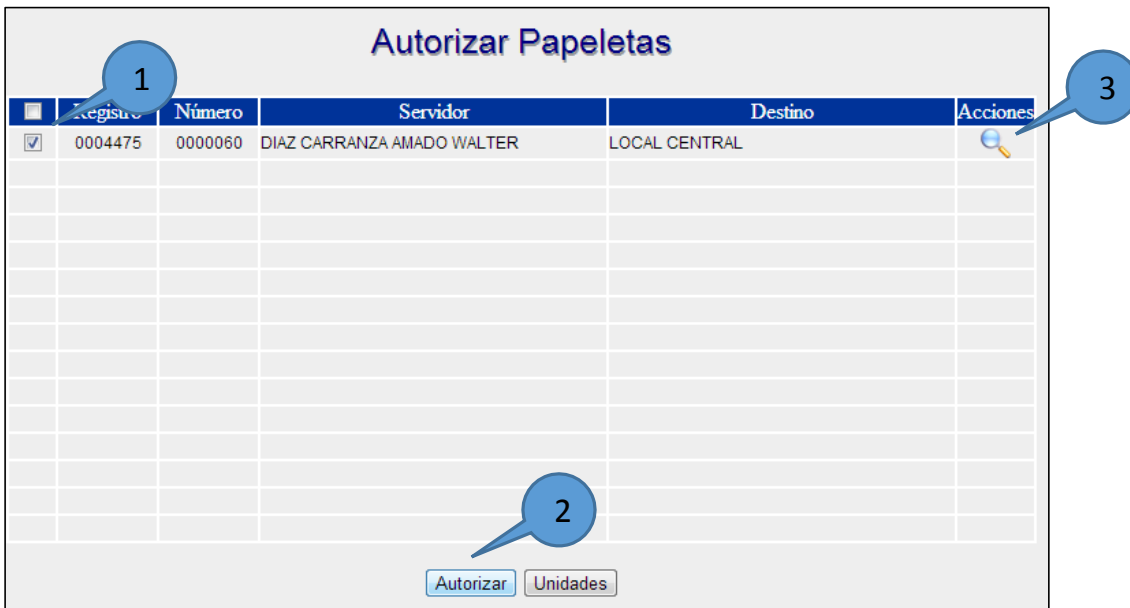 Autorizar Papeletas
1
3
Registro Número Servidor Destino Acciones
0004475 0000060 DIAZ CARRANZA AMADO WALTER LOCAL CENTRAL
2
Autorizar Unidades